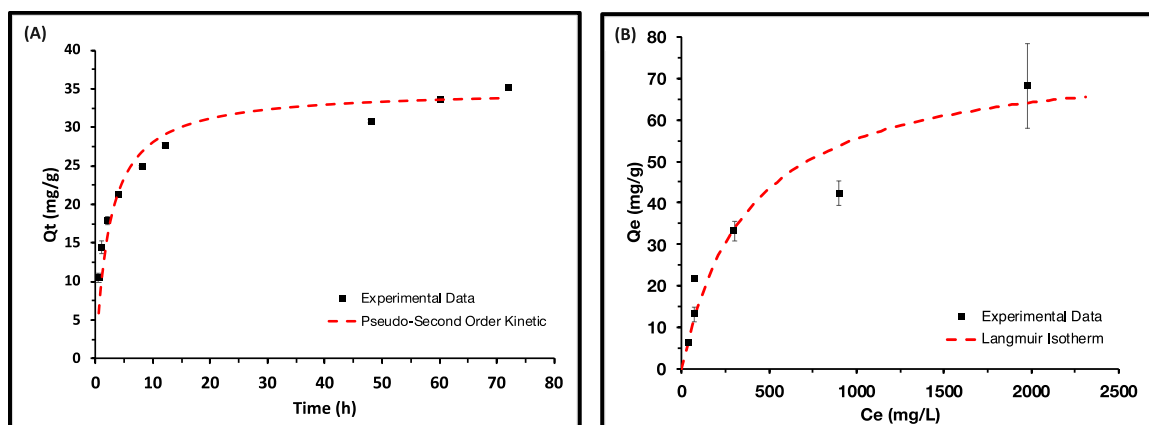 (A)
40
35
30
25
20
15
10
5
0
Qt (mg/g)
Experimental Data
Pseudo-Second Order Kinetic
0 10 20 30 40 50 60 70 80
Time (h)
(B)
80
70
60
50
40
30
20
10
0
Qe (mg/g)
Experimental Data
Langmuir Isotherm
0 500 1000 1500 2000 2500
Ce (mg/L)